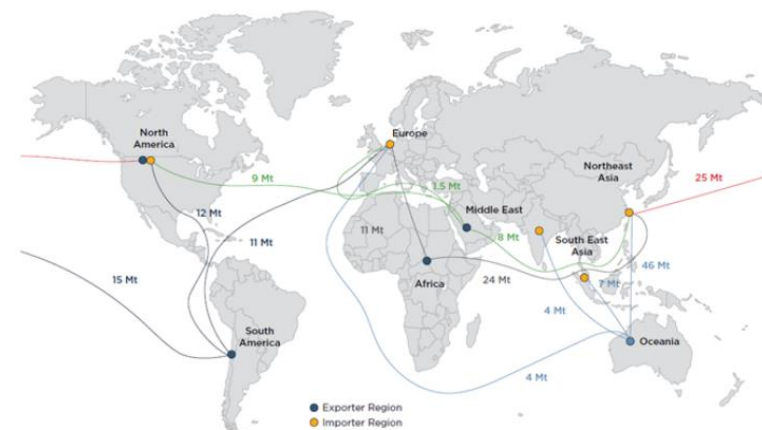 North
America
Europe
Northeast
Asia
25 Mt
9 Mt
1.5 Mt
Middle East
12 Mt
11 Mt
11 Mt
8 Mt
South East
Asia
46 Mt
15 Mt
Africa
24 Mt
7 Mt
4 Mt
South
America
Oceania
4 Mt
Exporter Region
Importer Region